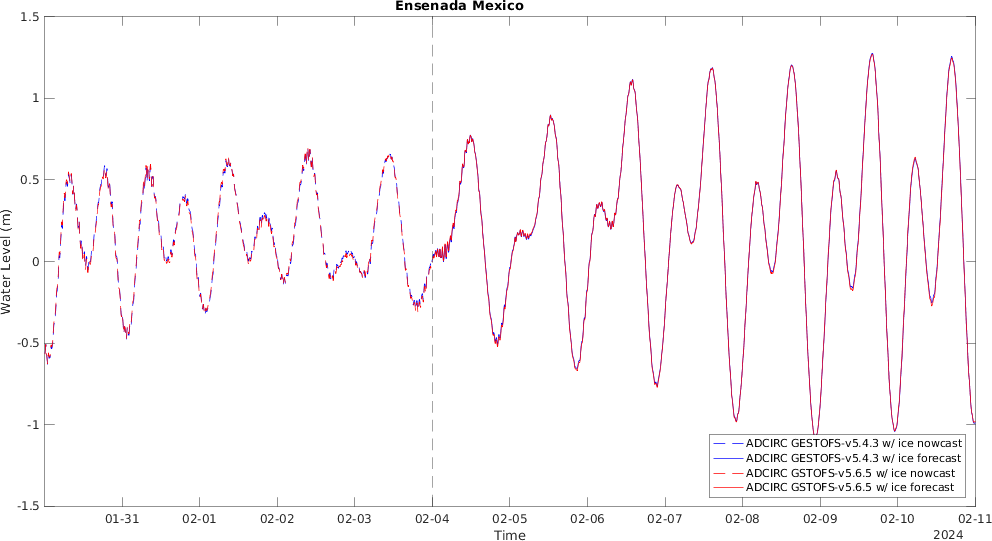 Ensenada Mexico
1.5
1
0.5
0
-0.5
-1
-1.5
Water Level (m)
01-31
02-01
02-02
02-03
02-04
02-05
02-06
02-07
02-08
02-09
02-10
02-11
Time
2024
ADCIRC GESTOFS-v5.4.3 w/ ice nowcast
ADCIRC GESTOFS-v5.4.3 w/ ice forecast
ADCIRC GSTOFS-v5.6.5 w/ ice nowcast
ADCIRC GSTOFS-v5.6.5 w/ ice forecast